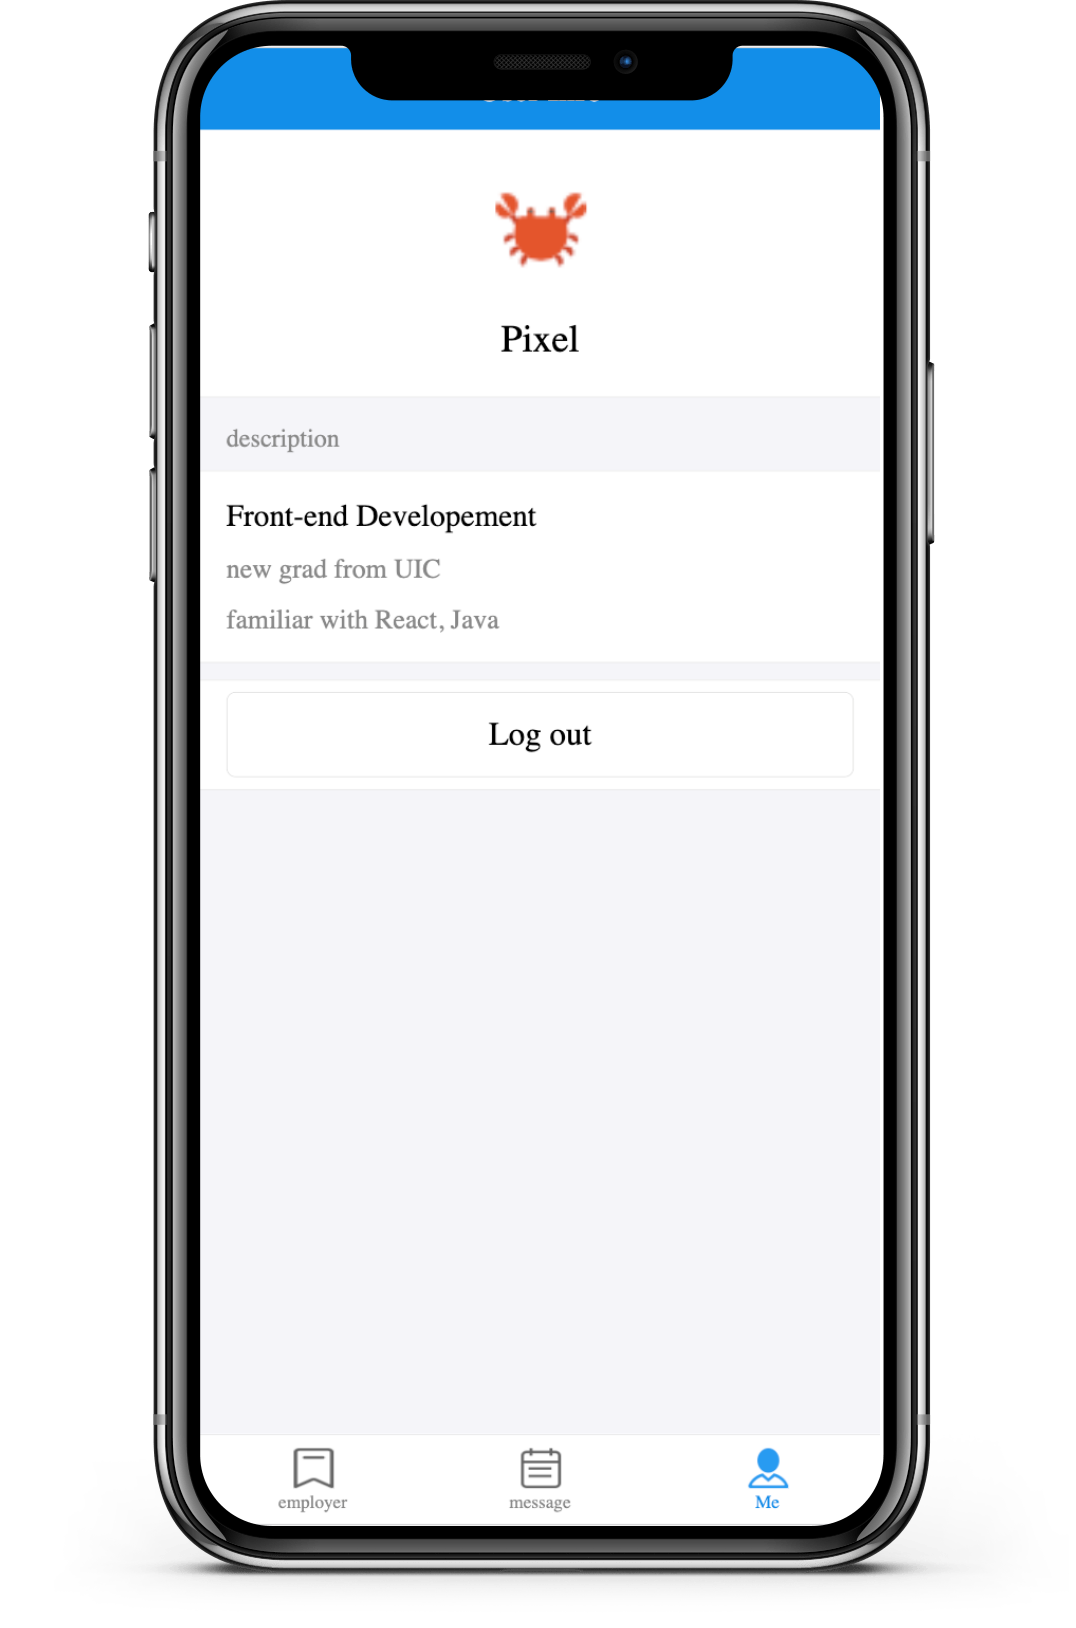 Pixel
description
Front-end Developement
new grad from UIC
familiar with React, Java
Log out
employer
message
Me